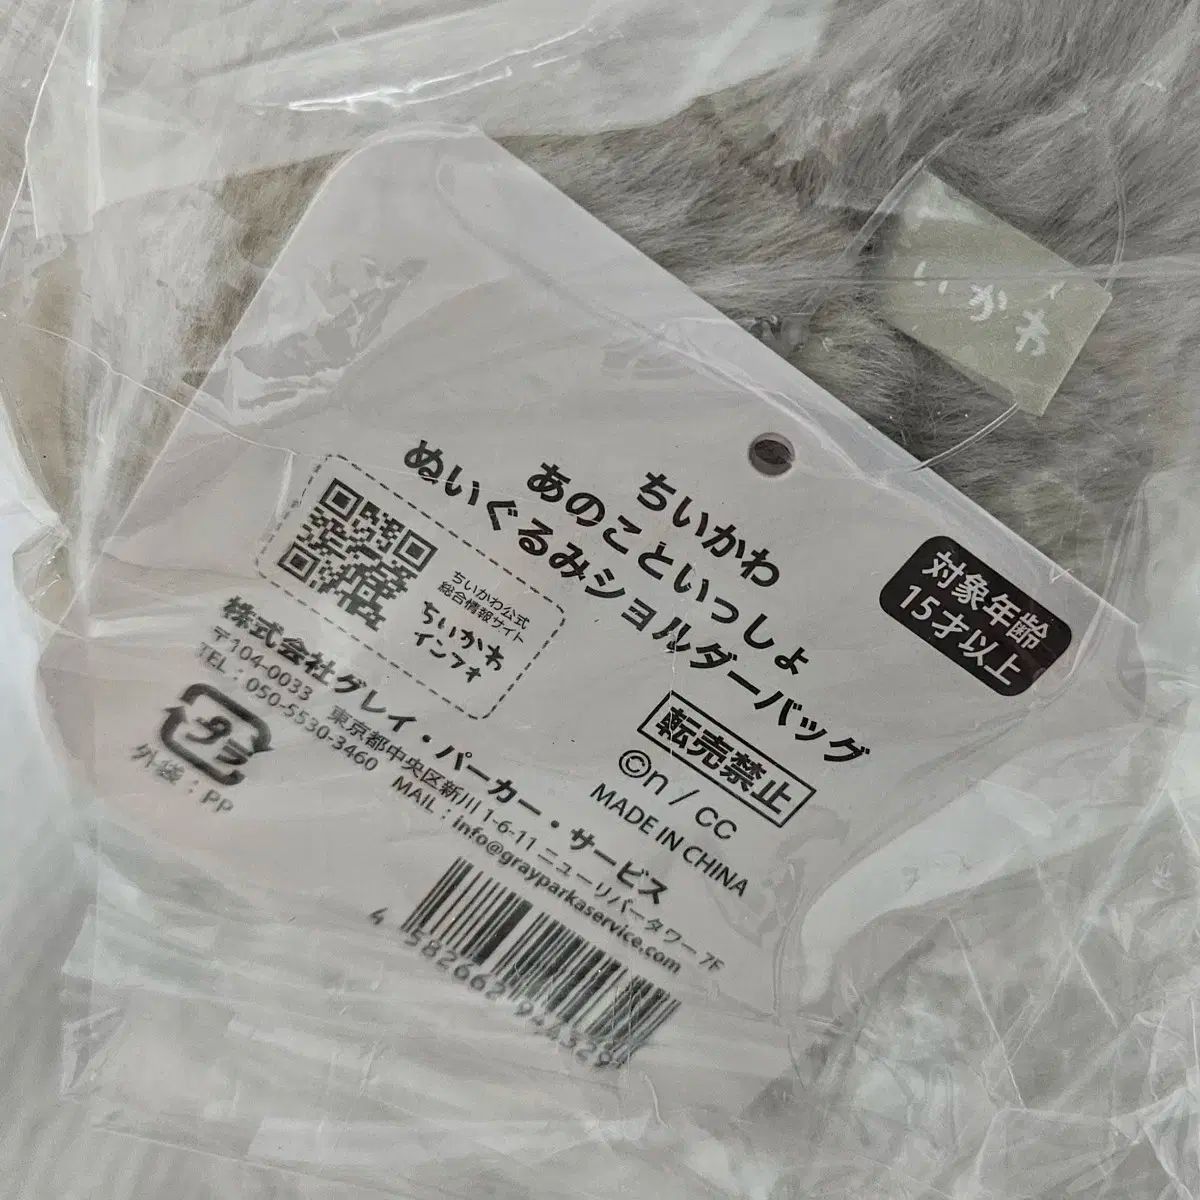 いかわ
ちいかわ
あのこといっしょ
ぬいぐるみショルダーバッグ
対象年齢
15才以上
ちいかわ公式
総合情報サイト
ちいかわ
インフォ
転売禁止
©n / CC
MADE IN CHINA
株式会社グレイ・パーカー・サービス
〒104-0033 東京都中央区新川 1-6-11 ニューリバータワー 7F
TEL : 050-5530-3460 MAIL : info@grayparkaservice.com
プラ
外袋 : PP
4 582662 944529